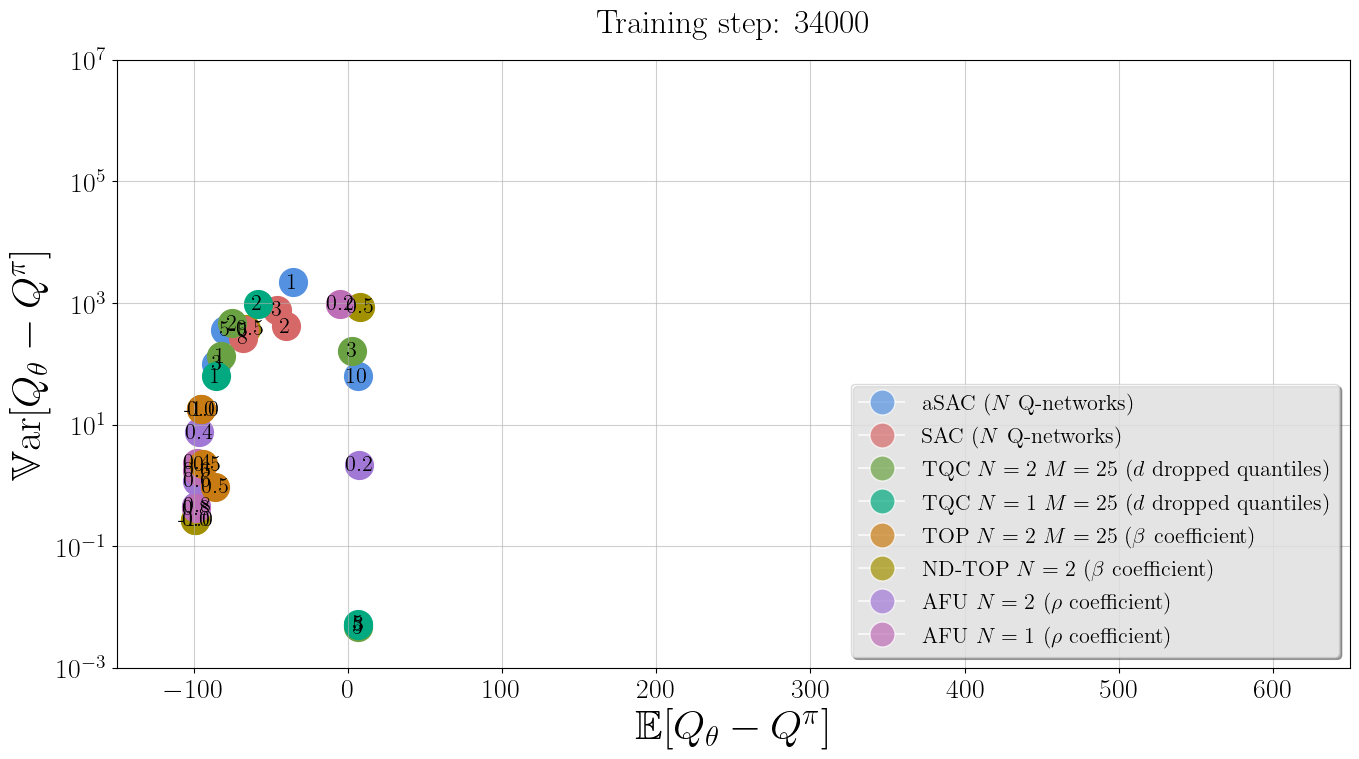 Training step: 34000
𝕍ar[Q_θ − Q^π]
10^7
10^5
10^3
10^1
10^−1
10^−3
1
0.2
0.5
2
3
2
3
10
8
1
1
0.4
0.5
0.2
−100
0
100
200
300
400
500
600
𝔼[Q_θ − Q^π]
aSAC (N Q-networks)
SAC (N Q-networks)
TQC N = 2 M = 25 (d dropped quantiles)
TQC N = 1 M = 25 (d dropped quantiles)
TOP N = 2 M = 25 (β coefficient)
ND-TOP N = 2 (β coefficient)
AFU N = 2 (ρ coefficient)
AFU N = 1 (ρ coefficient)